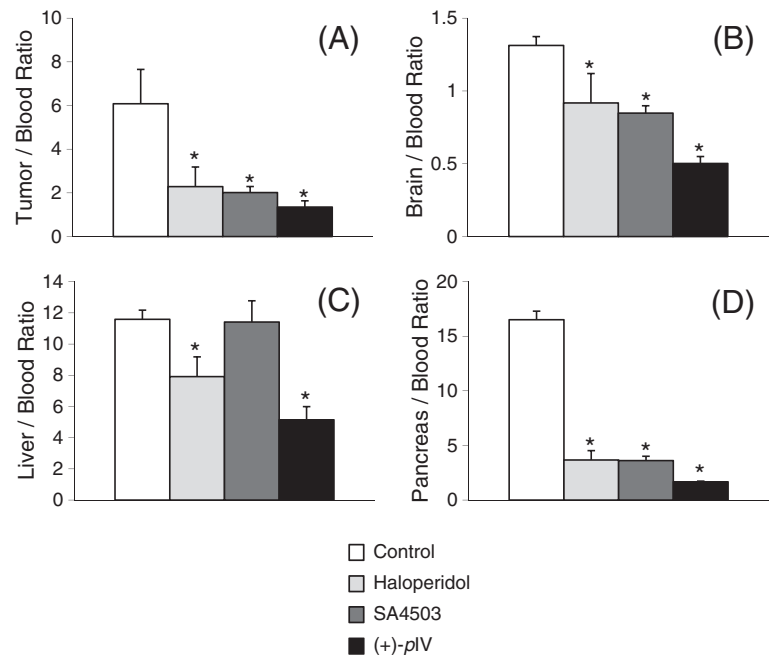 (A)
Tumor / Blood Ratio
10
8
6
4
2
0
*
*
*
(B)
Brain / Blood Ratio
1.5
1
0.5
0
*
*
*
(C)
Liver / Blood Ratio
14
12
10
8
6
4
2
0
*
*
(D)
Pancreas / Blood Ratio
20
15
10
5
0
*
*
*
Control
Haloperidol
SA4503
(+)-pIV